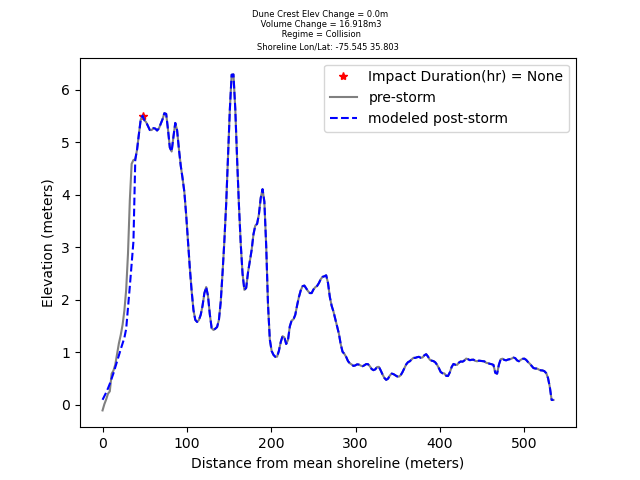 Dune Crest Elev Change = 0.0m
Volume Change = 16.918m3
Regime = Collision
Shoreline Lon/Lat: -75.545 35.803
Impact Duration(hr) = None
pre-storm
modeled post-storm
Elevation (meters)
6
5
4
3
2
1
0
0 100 200 300 400 500
Distance from mean shoreline (meters)